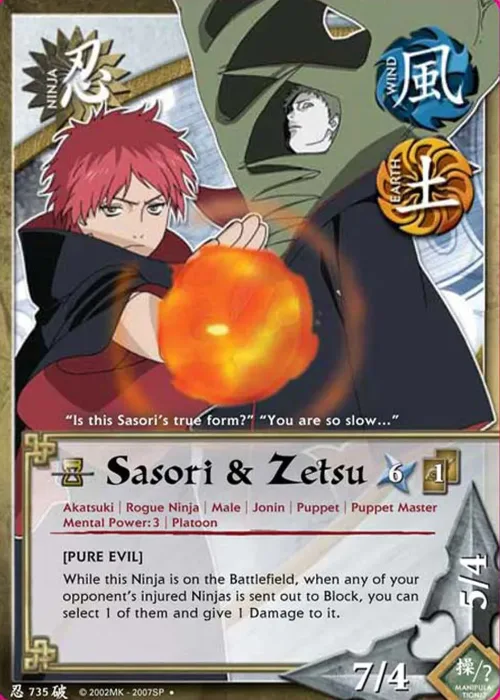 NINJA
忍
WIND
風
EARTH
土
“Is this Sasori’s true form?” “You are so slow...”
Sasori & Zetsu 6 1
Akatsuki | Rogue Ninja | Male | Jonin | Puppet | Puppet Master
Mental Power: 3 | Platoon
[PURE EVIL]
While this Ninja is on the Battlefield, when any of your
opponent’s injured Ninjas is sent out to Block, you can
select 1 of them and give 1 Damage to it.
5/4
7/4
操/?
MANIPULA
TION/?
忍 735 破 © 2002MK - 2007SP